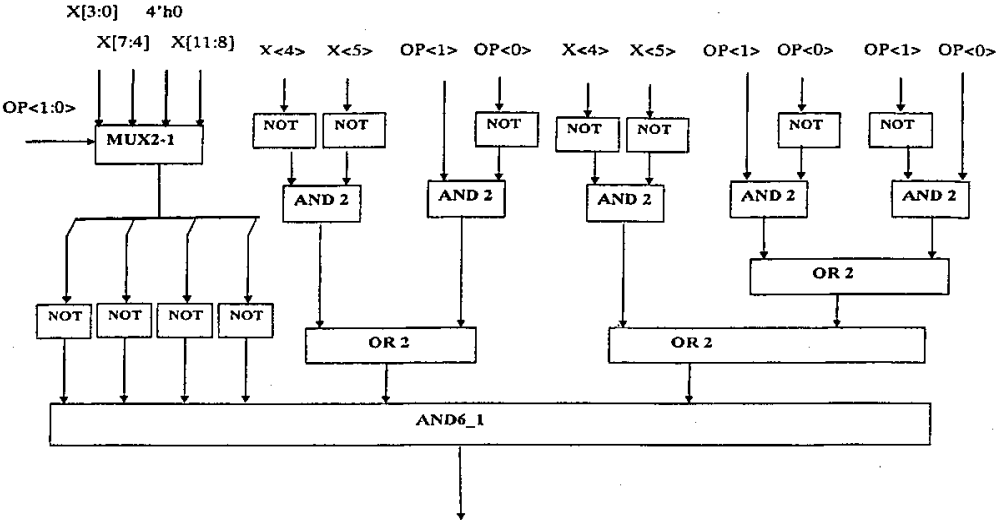 X[3:0] 4'h0
X[7:4] X[11:8] X<4> X<5> OP<1> OP<0> X<4> X<5> OP<1> OP<0> OP<1> OP<0>
OP<1:0>
MUX2-1 NOT NOT NOT NOT NOT NOT NOT
AND 2 AND 2 AND 2 AND 2 AND 2
OR 2
NOT NOT NOT NOT
OR 2 OR 2
AND6_1